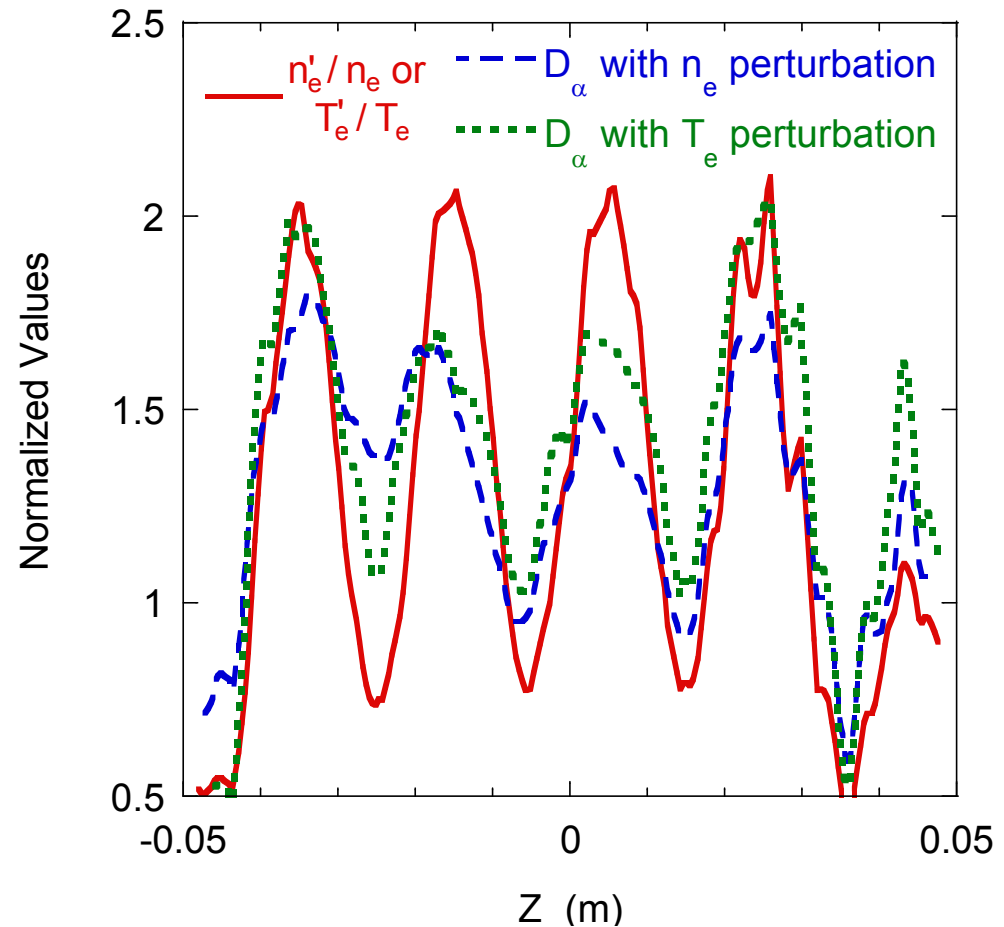 2.5
n'e / ne or
T'e / Te
Dα with ne perturbation
Dα with Te perturbation
2
1.5
1
0.5
Normalized Values
-0.05 0 0.05
Z (m)